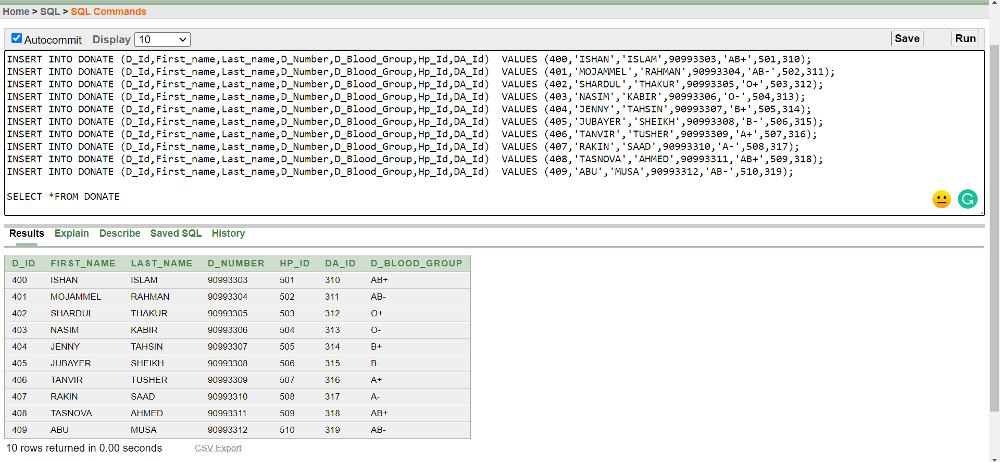 Home > SQL > SQL Commands
Autocommit Display 10 Save Run
INSERT INTO DONATE (D_Id,First_name,Last_name,D_Number,D_Blood_Group,Hp_Id,DA_Id)  VALUES (400,'ISHAN','ISLAM',90993303,'AB+',501,310);
INSERT INTO DONATE (D_Id,First_name,Last_name,D_Number,D_Blood_Group,Hp_Id,DA_Id)  VALUES (401,'MOJAMMEL','RAHMAN',90993304,'AB-',502,311);
INSERT INTO DONATE (D_Id,First_name,Last_name,D_Number,D_Blood_Group,Hp_Id,DA_Id)  VALUES (402,'SHARDUL','THAKUR',90993305,'O+',503,312);
INSERT INTO DONATE (D_Id,First_name,Last_name,D_Number,D_Blood_Group,Hp_Id,DA_Id)  VALUES (403,'NASIM','KABIR',90993306,'O-',504,313);
INSERT INTO DONATE (D_Id,First_name,Last_name,D_Number,D_Blood_Group,Hp_Id,DA_Id)  VALUES (404,'JENNY','TAHSIN',90993307,'B+',505,314);
INSERT INTO DONATE (D_Id,First_name,Last_name,D_Number,D_Blood_Group,Hp_Id,DA_Id)  VALUES (405,'JUBAYER','SHEIKH',90993308,'B-',506,315);
INSERT INTO DONATE (D_Id,First_name,Last_name,D_Number,D_Blood_Group,Hp_Id,DA_Id)  VALUES (406,'TANVIR','TUSHER',90993309,'A+',507,316);
INSERT INTO DONATE (D_Id,First_name,Last_name,D_Number,D_Blood_Group,Hp_Id,DA_Id)  VALUES (407,'RAKIN','SAAD',90993310,'A-',508,317);
INSERT INTO DONATE (D_Id,First_name,Last_name,D_Number,D_Blood_Group,Hp_Id,DA_Id)  VALUES (408,'TASNOVA','AHMED',90993311,'AB+',509,318);
INSERT INTO DONATE (D_Id,First_name,Last_name,D_Number,D_Blood_Group,Hp_Id,DA_Id)  VALUES (409,'ABU','MUSA',90993312,'AB-',510,319);
SELECT *FROM DONATE
Results Explain Describe Saved SQL History
D_ID FIRST_NAME LAST_NAME D_NUMBER HP_ID DA_ID D_BLOOD_GROUP
400 ISHAN ISLAM 90993303 501 310 AB+
401 MOJAMMEL RAHMAN 90993304 502 311 AB-
402 SHARDUL THAKUR 90993305 503 312 O+
403 NASIM KABIR 90993306 504 313 O-
404 JENNY TAHSIN 90993307 505 314 B+
405 JUBAYER SHEIKH 90993308 506 315 B-
406 TANVIR TUSHER 90993309 507 316 A+
407 RAKIN SAAD 90993310 508 317 A-
408 TASNOVA AHMED 90993311 509 318 AB+
409 ABU MUSA 90993312 510 319 AB-
10 rows returned in 0.00 seconds CSV Export